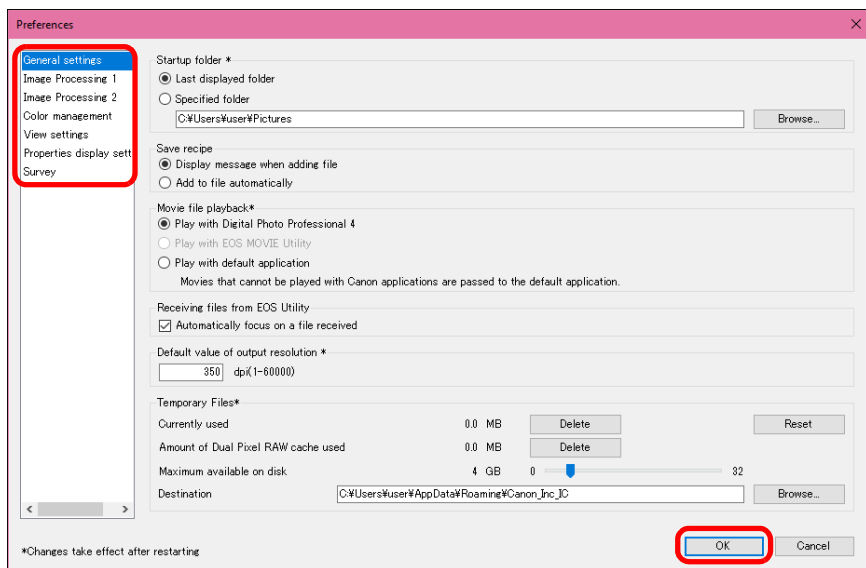 Preferences
General settings
Image Processing 1
Image Processing 2
Color management
View settings
Properties display sett
Survey
Startup folder *
Last displayed folder
Specified folder
C:¥Users¥user¥Pictures Browse...
Save recipe
Display message when adding file
Add to file automatically
Movie file playback*
Play with Digital Photo Professional 4
Play with EOS MOVIE Utility
Play with default application
Movies that cannot be played with Canon applications are passed to the default application.
Receiving files from EOS Utility
Automatically focus on a file received
Default value of output resolution *
350 dpi(1-60000)
Temporary Files*
Currently used 0.0 MB Delete Reset
Amount of Dual Pixel RAW cache used 0.0 MB Delete
Maximum available on disk 4 GB 0 32
Destination C:¥Users¥user¥AppData¥Roaming¥Canon_Inc_IC Browse...
*Changes take effect after restarting OK Cancel